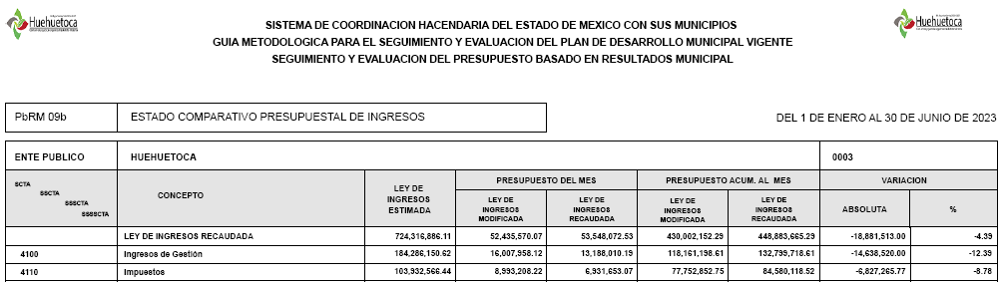 Huehuetoca
Huehuetoca
SISTEMA DE COORDINACION HACENDARIA DEL ESTADO DE MEXICO CON SUS MUNICIPIOS
GUIA METODOLOGICA PARA EL SEGUIMIENTO Y EVALUACION DEL PLAN DE DESARROLLO MUNICIPAL VIGENTE
SEGUIMIENTO Y EVALUACION DEL PRESUPUESTO BASADO EN RESULTADOS MUNICIPAL
PbRM 09b ESTADO COMPARATIVO PRESUPUESTAL DE INGRESOS
DEL 1 DE ENERO AL 30 DE JUNIO DE 2023
ENTE PUBLICO HUEHUETOCA 0003
SCTA
SSCTA
SSSCTA
SSSSCTA
CONCEPTO
LEY DE
INGRESOS
ESTIMADA
PRESUPUESTO DEL MES
LEY DE
INGRESOS
MODIFICADA
LEY DE
INGRESOS
RECAUDADA
PRESUPUESTO ACUM. AL MES
LEY DE
INGRESOS
MODIFICADA
LEY DE
INGRESOS
RECAUDADA
VARIACION
ABSOLUTA
%
LEY DE INGRESOS RECAUDADA 724,316,886.11 52,435,570.07 53,548,072.53 430,002,152.29 448,883,665.29 -18,881,513.00 -4.39
4100 Ingresos de Gestión 184,286,150.62 16,007,958.12 13,188,010.19 118,161,198.61 132,799,718.61 -14,638,520.00 -12.39
4110 Impuestos 103,932,566.44 8,993,208.22 6,931,653.07 77,752,852.75 84,580,118.52 -6,827,265.77 -8.78